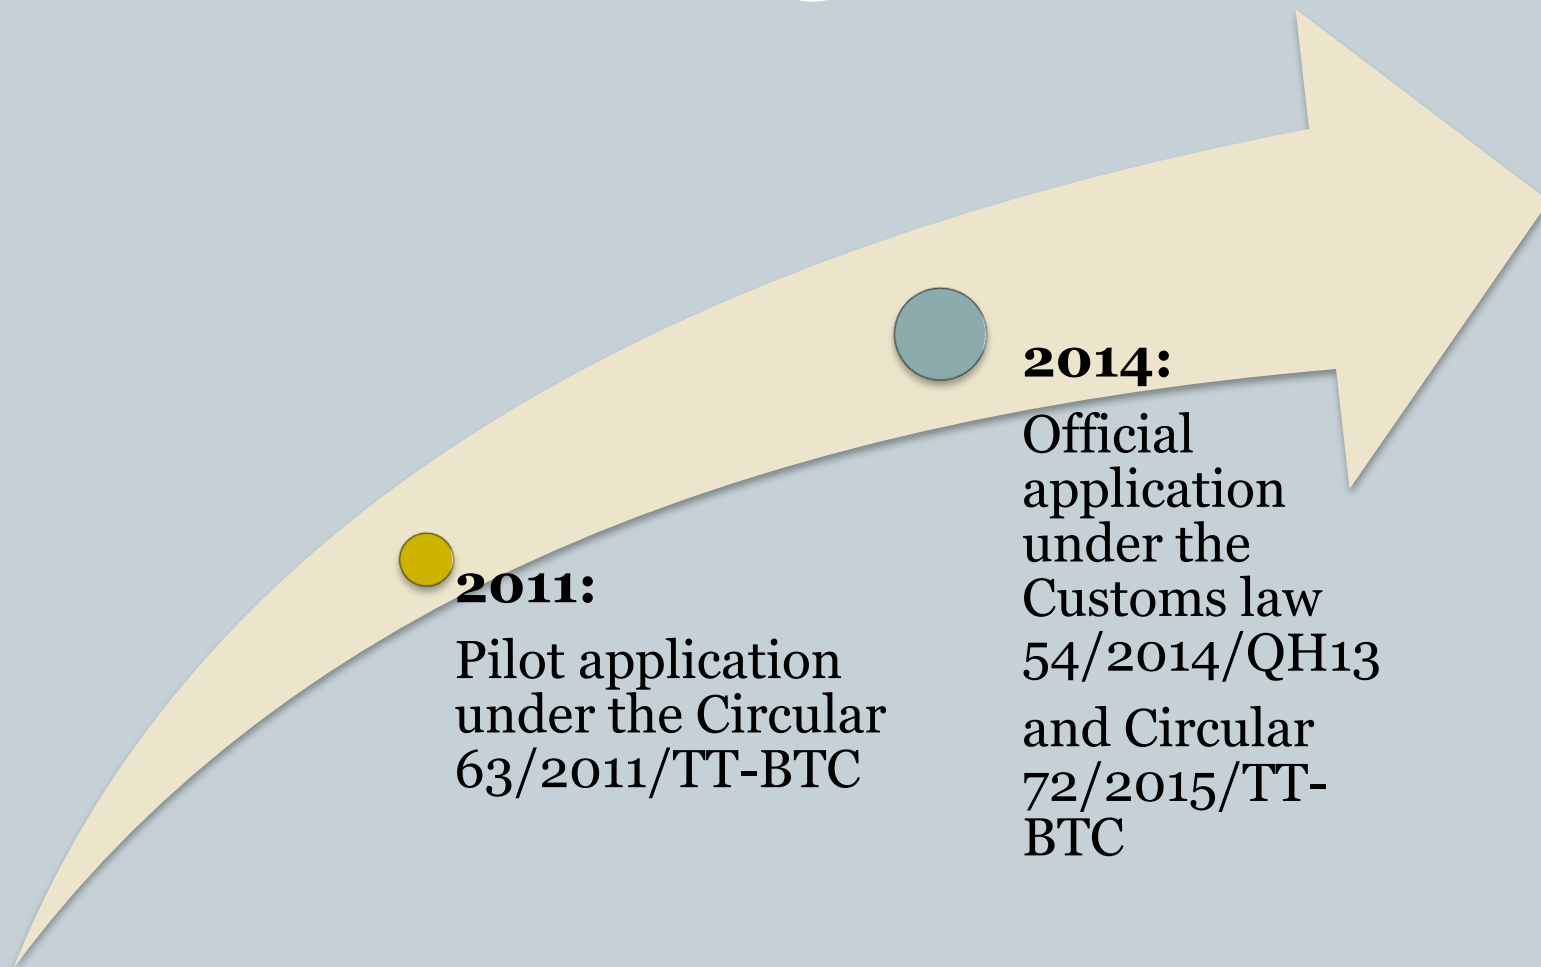 2011:
Pilot application
under the Circular
63/2011/TT-BTC
2014:
Official
application
under the
Customs law
54/2014/QH13
and Circular
72/2015/TT-
BTC